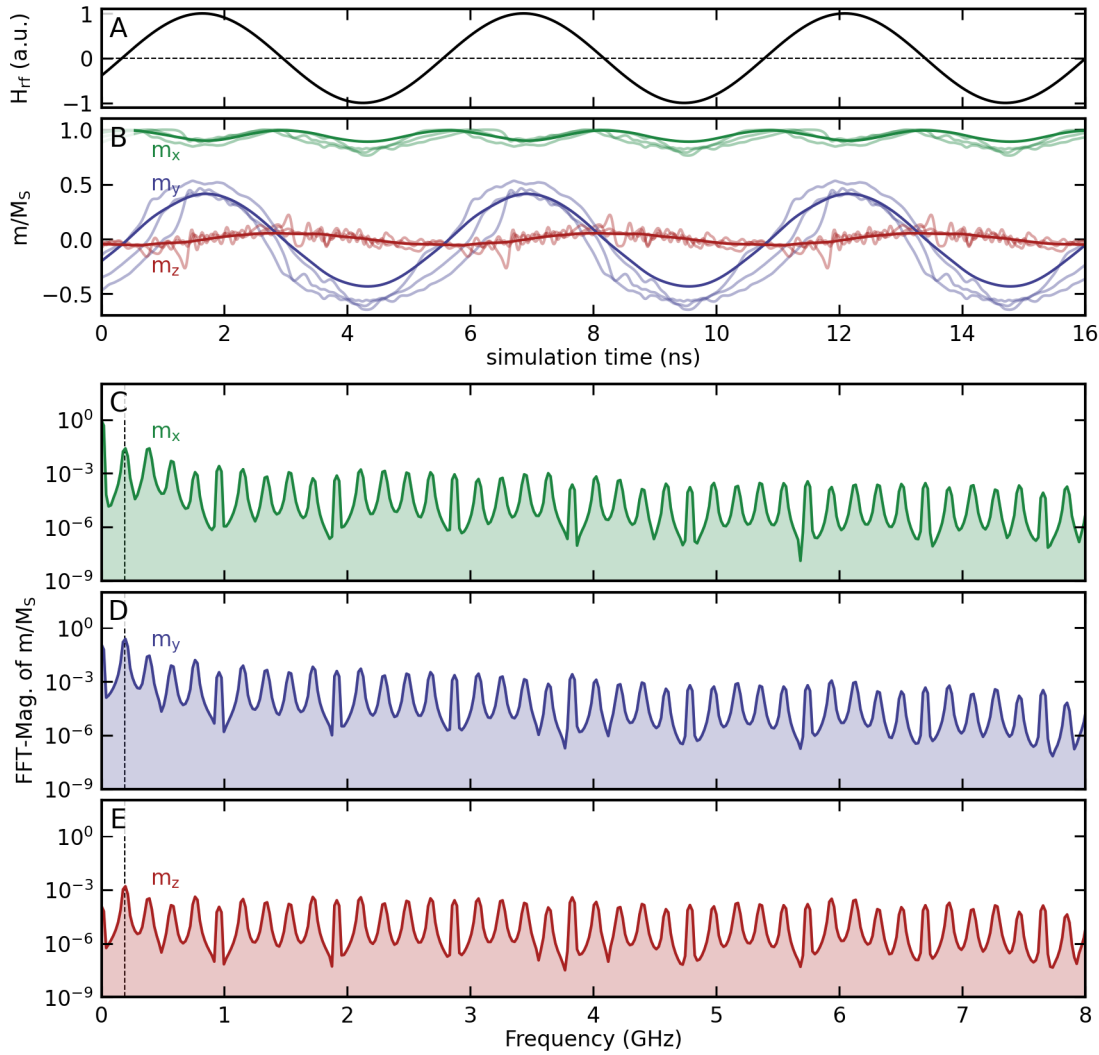 A
H_rf (a.u.)
1
0
−1
B
m/M_S
1.0
0.5
0.0
−0.5
m_x
m_y
m_z
0 2 4 6 8 10 12 14 16
simulation time (ns)
FFT-Mag. of m/M_S
C
m_x
10^0
10^−3
10^−6
10^−9
D
m_y
10^0
10^−3
10^−6
10^−9
E
m_z
10^0
10^−3
10^−6
10^−9
0 1 2 3 4 5 6 7 8
Frequency (GHz)